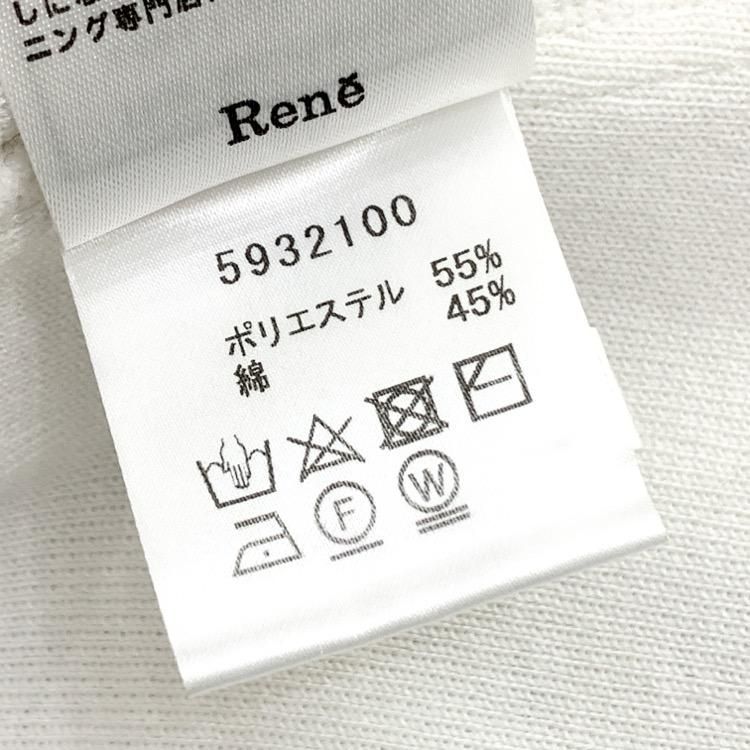 ニング専門店
René
5932100
ポリエステル 55%
綿 45%
F
W